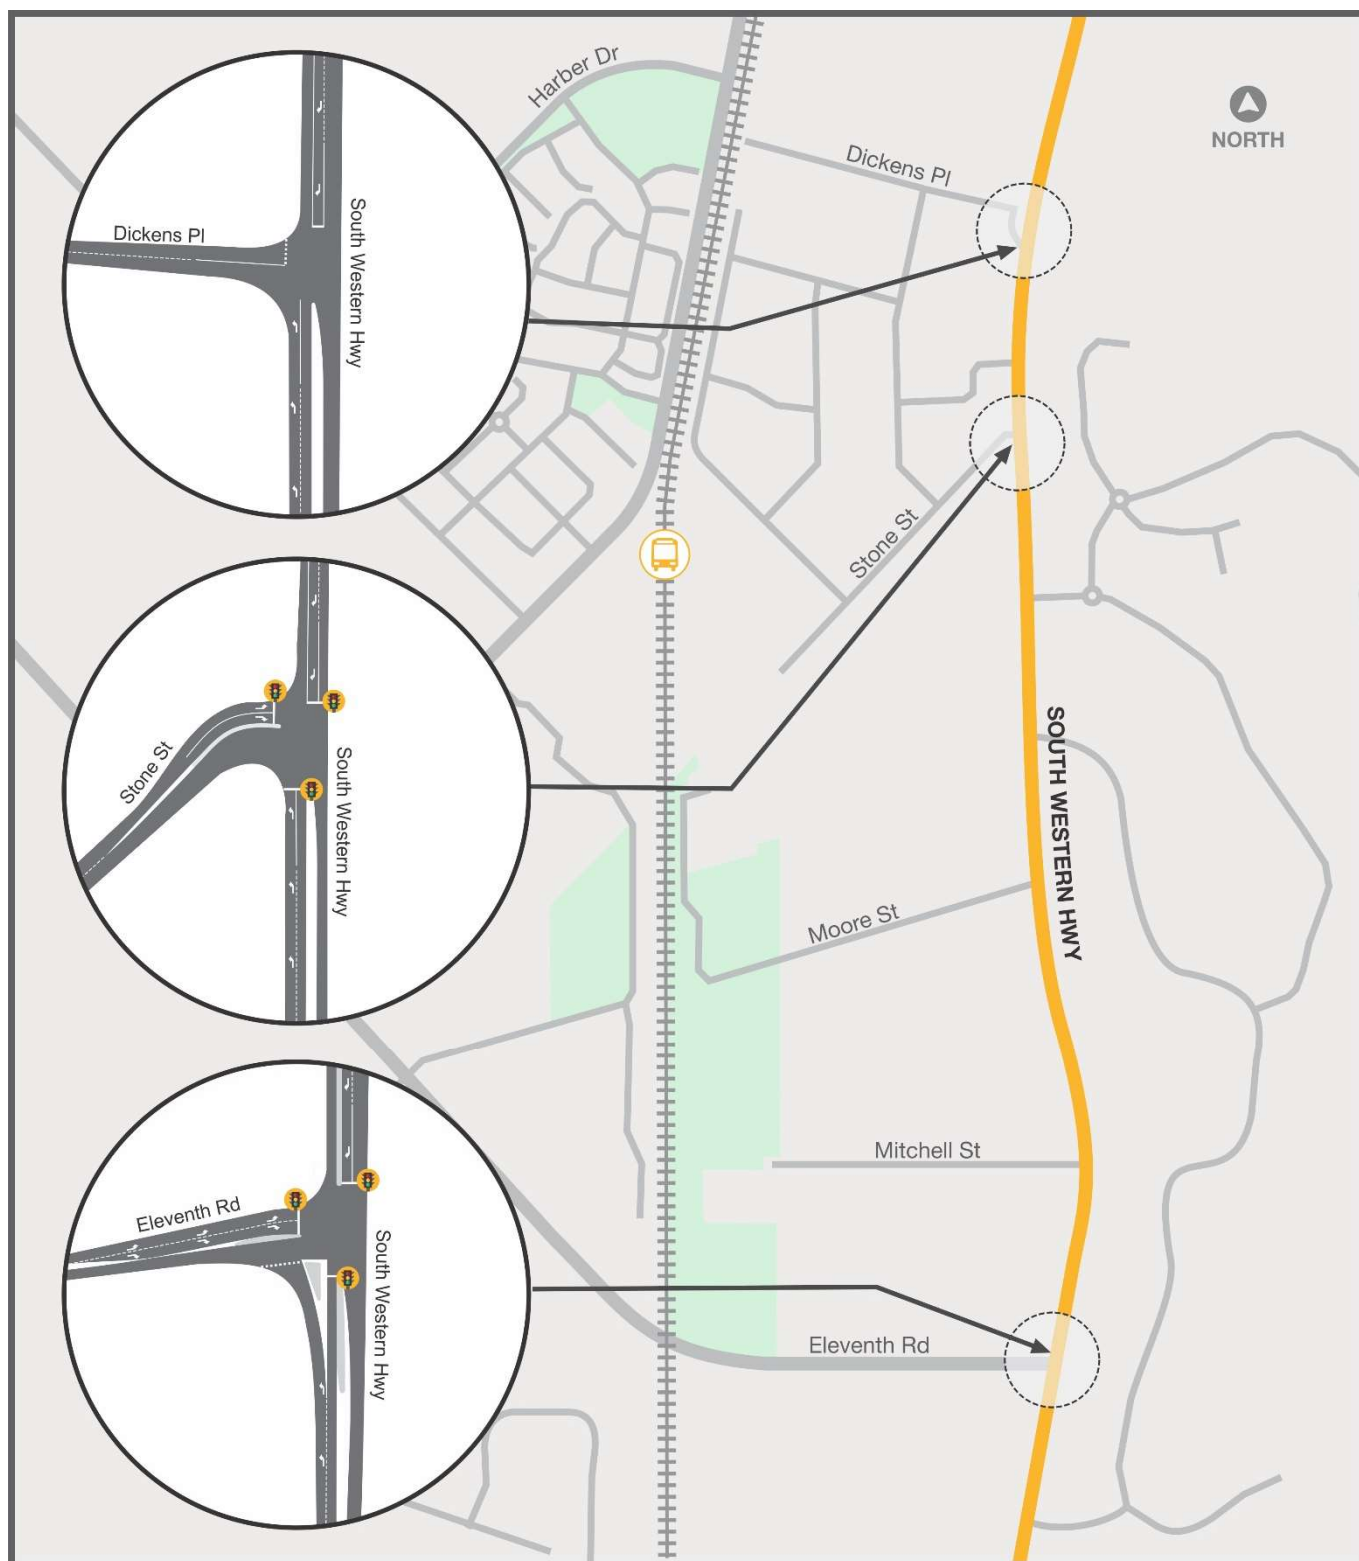 Harber Dr
Dickens Pl
NORTH
Dickens Pl
South Western Hwy
Stone St
Stone St
South Western Hwy
SOUTH WESTERN HWY
Moore St
Mitchell St
Eleventh Rd
South Western Hwy
Eleventh Rd